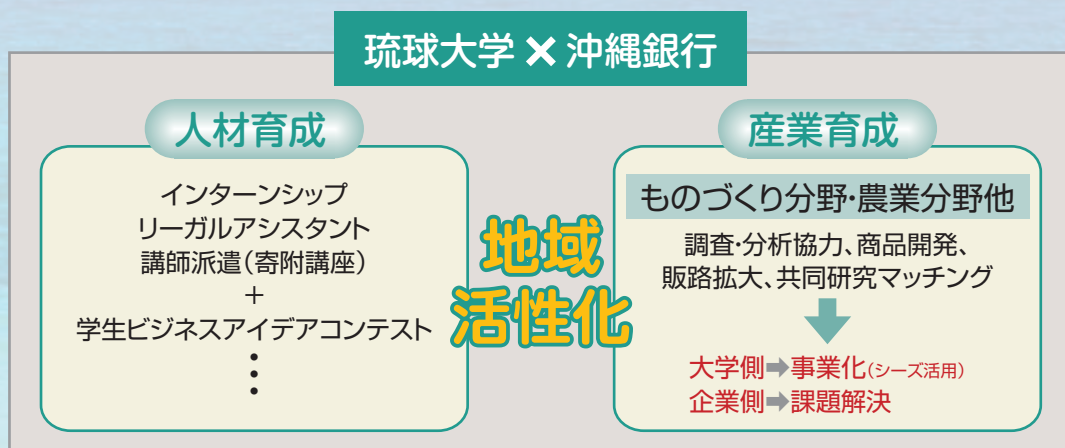 琉球大学×沖縄銀行
人材育成
インターンシップ
リーガルアシスタント
講師派遣(寄附講座)
+
学生ビジネスアイデアコンテスト
・
・
・
地域
活性化
産業育成
ものづくり分野・農業分野他
調査・分析協力、商品開発、
販路拡大、共同研究マッチング
大学側➡事業化(シーズ活用)
企業側➡課題解決